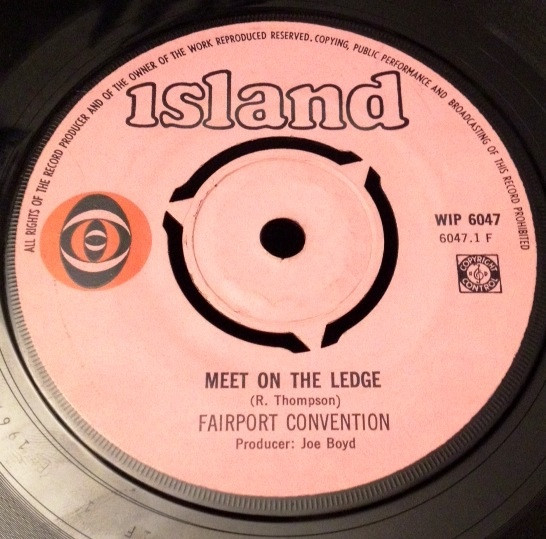 ALL RIGHTS OF THE RECORD PRODUCER AND OF THE OWNER OF THE WORK REPRODUCED RESERVED. COPYING, PUBLIC PERFORMANCE AND BROADCASTING OF THIS RECORD PROHIBITED
island
WIP 6047
6047.1 F
COPYRIGHT
CONTROL
MEET ON THE LEDGE
(R. Thompson)
FAIRPORT CONVENTION
Producer: Joe Boyd